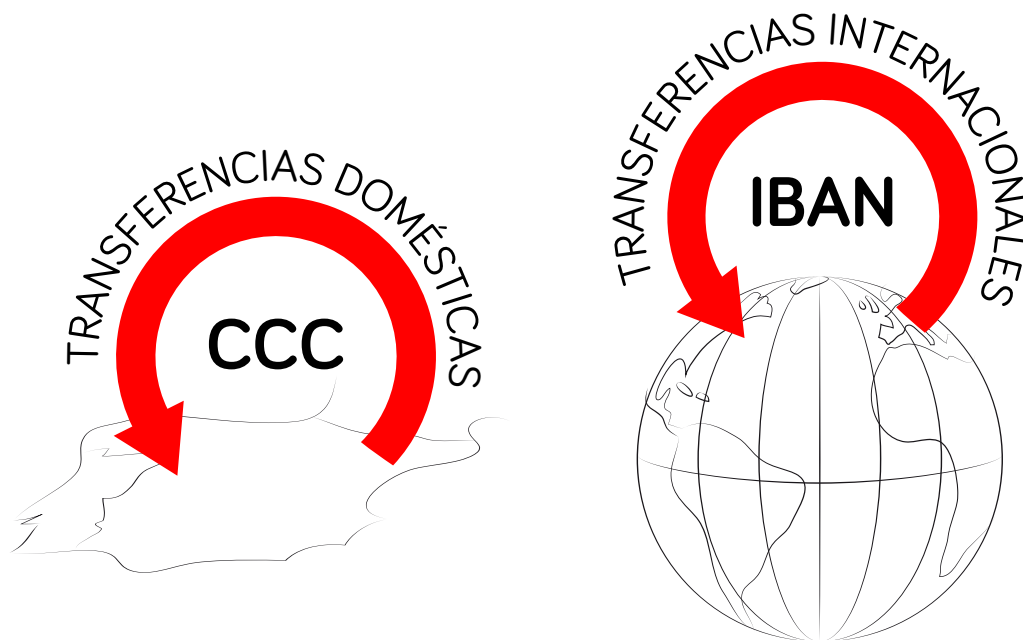 TRANSFERENCIAS DOMÉSTICAS
CCC
TRANSFERENCIAS INTERNACIONALES
IBAN